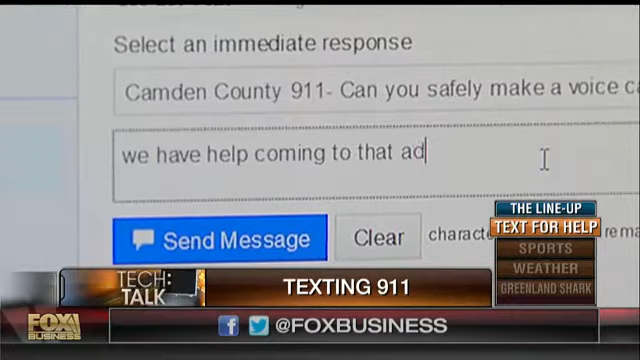 Select an immediate response
Camden County 911- Can you safely make a voice ca
we have help coming to that ad
Send Message
Clear
characte
rema
THE LINE-UP
TEXT FOR HELP
SPORTS
WEATHER
GREENLAND SHARK
TECH:
TALK
TEXTING 911
FOX
BUSINESS
@FOXBUSINESS